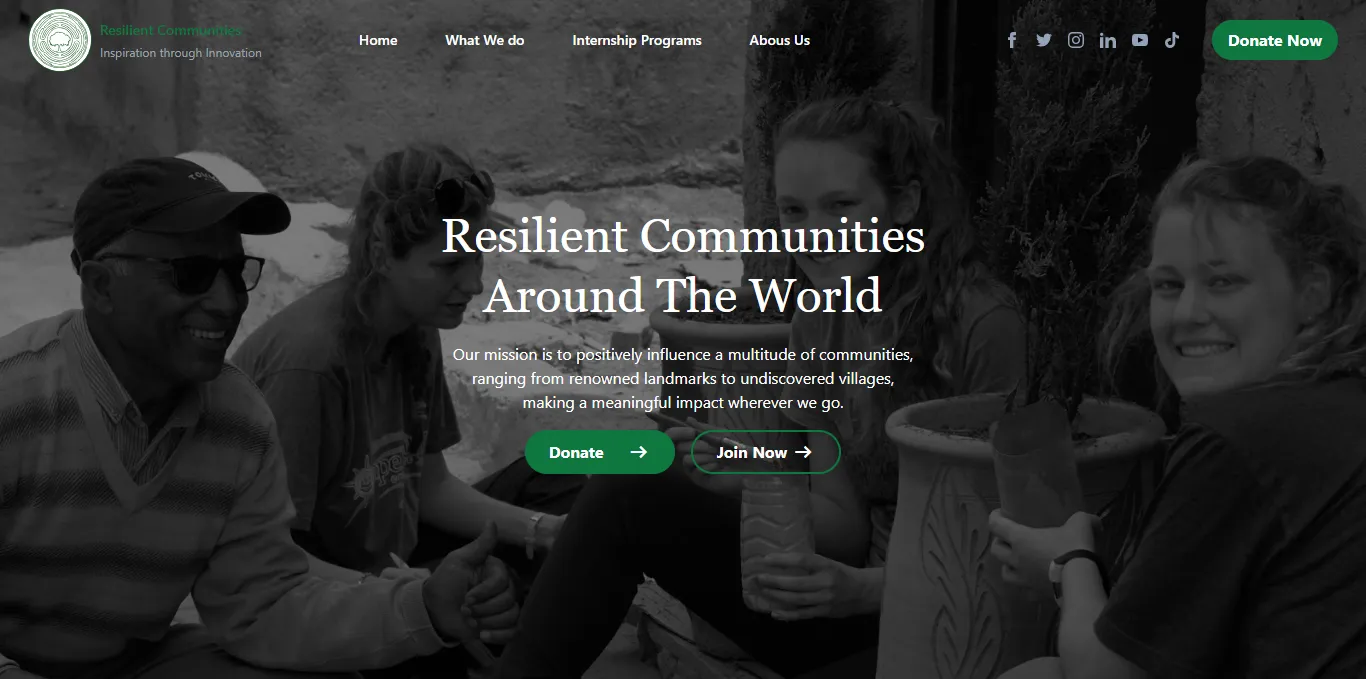 Resilient Communities
Inspiration through Innovation
Home
What We do
Internship Programs
Abous Us
Donate Now
Resilient Communities
Around The World
Our mission is to positively influence a multitude of communities,
ranging from renowned landmarks to undiscovered villages,
making a meaningful impact wherever we go.
Donate
Join Now